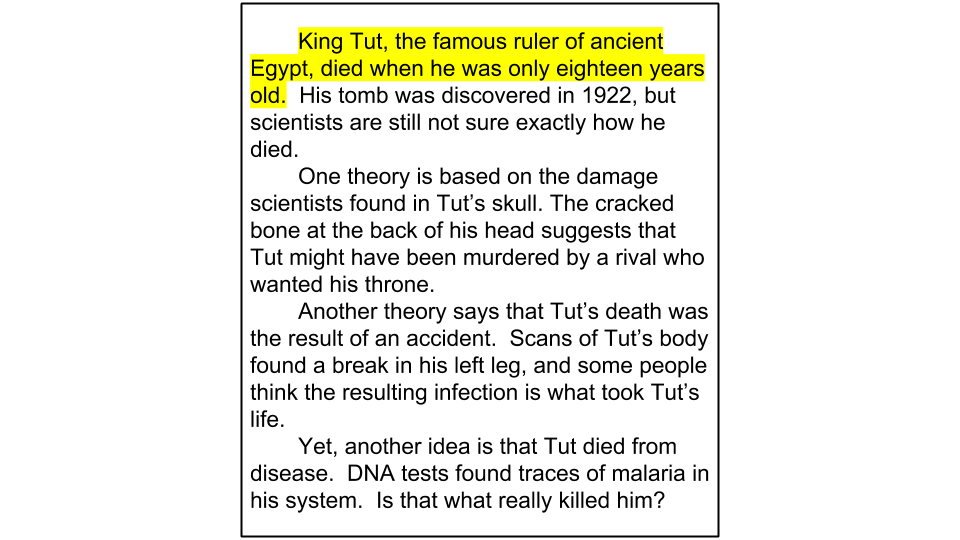 King Tut, the famous ruler of ancient
Egypt, died when he was only eighteen years
old.  His tomb was discovered in 1922, but
scientists are still not sure exactly how he
died.
One theory is based on the damage
scientists found in Tut’s skull. The cracked
bone at the back of his head suggests that
Tut might have been murdered by a rival who
wanted his throne.
Another theory says that Tut’s death was
the result of an accident.  Scans of Tut’s body
found a break in his left leg, and some people
think the resulting infection is what took Tut’s
life.
Yet, another idea is that Tut died from
disease.  DNA tests found traces of malaria in
his system.  Is that what really killed him?